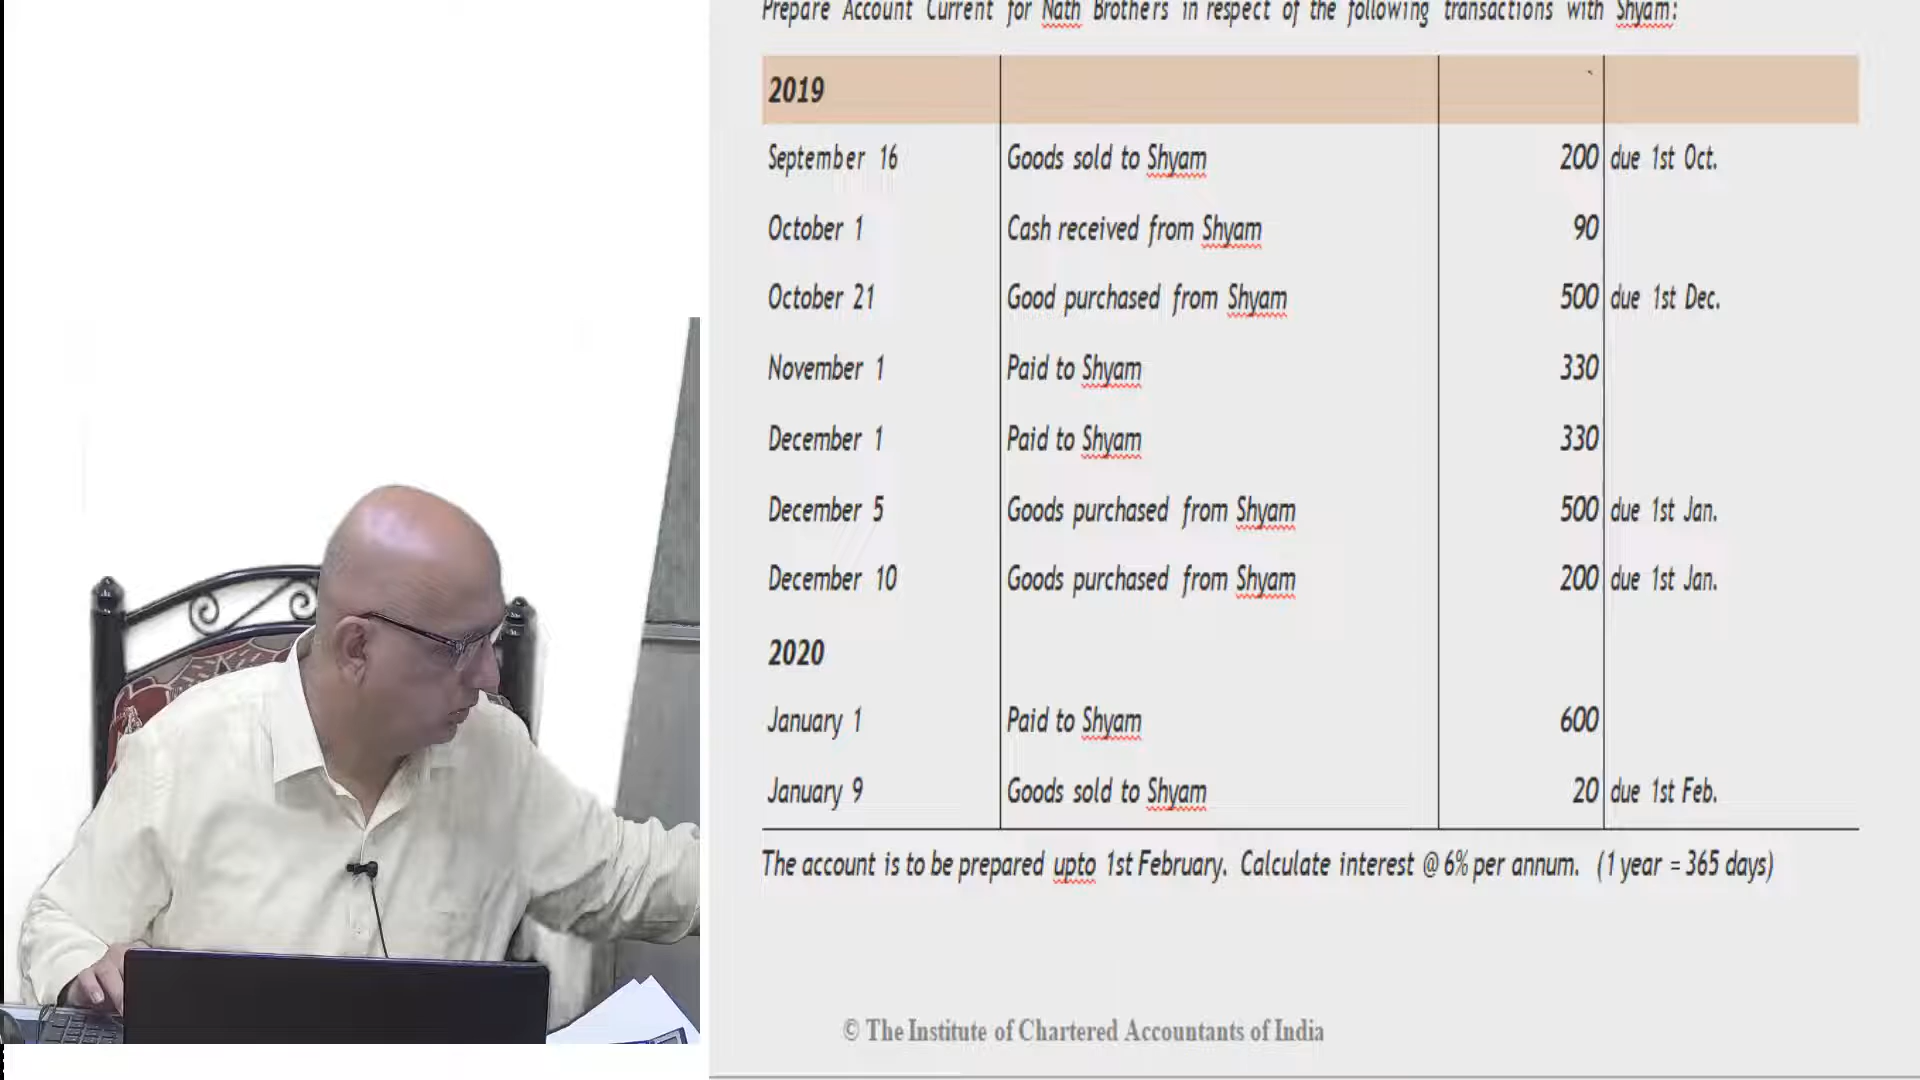 Prepare Account Current for Nath Brothers in respect of the following transactions with Shyam:
2019
September 16 Goods sold to Shyam 200 due 1st Oct.
October 1 Cash received from Shyam 90
October 21 Good purchased from Shyam 500 due 1st Dec.
November 1 Paid to Shyam 330
December 1 Paid to Shyam 330
December 5 Goods purchased from Shyam 500 due 1st Jan.
December 10 Goods purchased from Shyam 200 due 1st Jan.
2020
January 1 Paid to Shyam 600
January 9 Goods sold to Shyam 20 due 1st Feb.
The account is to be prepared upto 1st February. Calculate interest @ 6% per annum. (1 year = 365 days)
© The Institute of Chartered Accountants of India